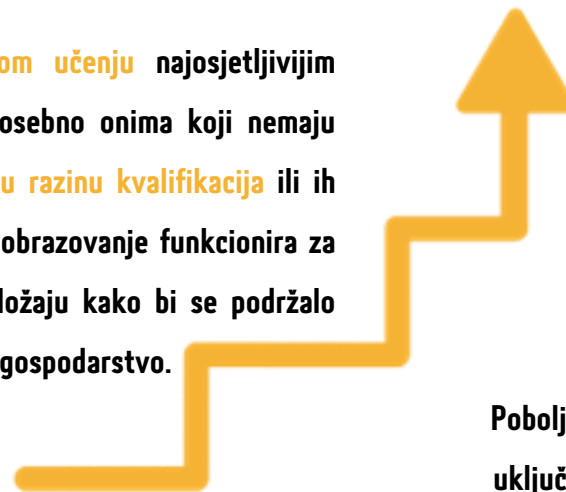 om učenju najosjetljivijim
osebno onima koji nemaju
u razinu kvalifikacija ili ih
obrazovanje funkcionira za
ložaju kako bi se podržalo
gospodarstvo.
Pobolj
uključ